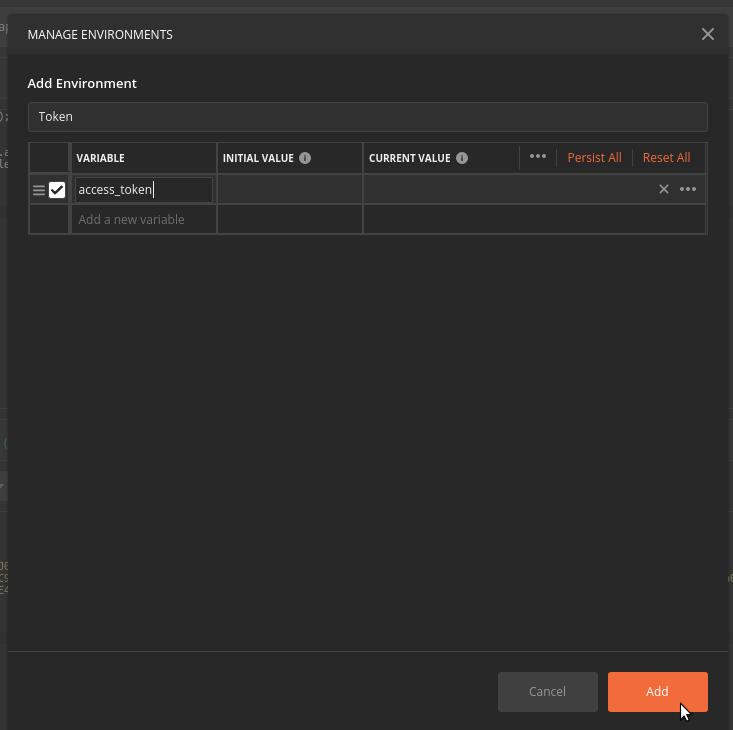 MANAGE ENVIRONMENTS
Add Environment
Token
VARIABLE INITIAL VALUE CURRENT VALUE Persist All Reset All
access_token
Add a new variable
Cancel Add